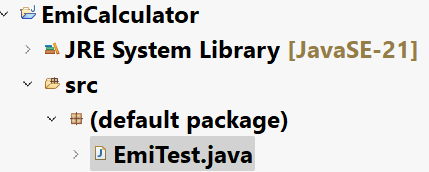 EmiCalculator
JRE System Library [JavaSE-21]
src
(default package)
EmiTest.java